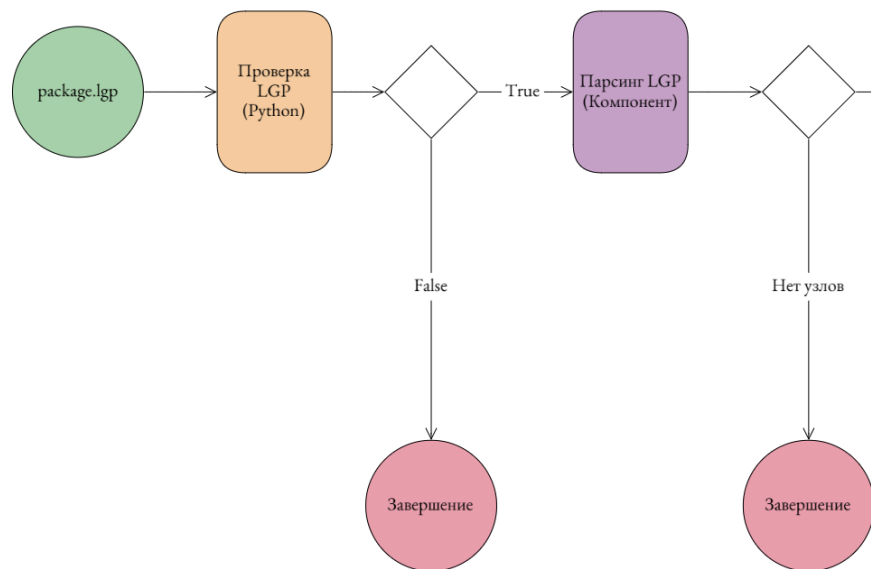 package.lgp
Проверка
LGP
(Python)
True
Парсинг LGP
(Компонент)
False
Нет узлов
Завершение
Завершение